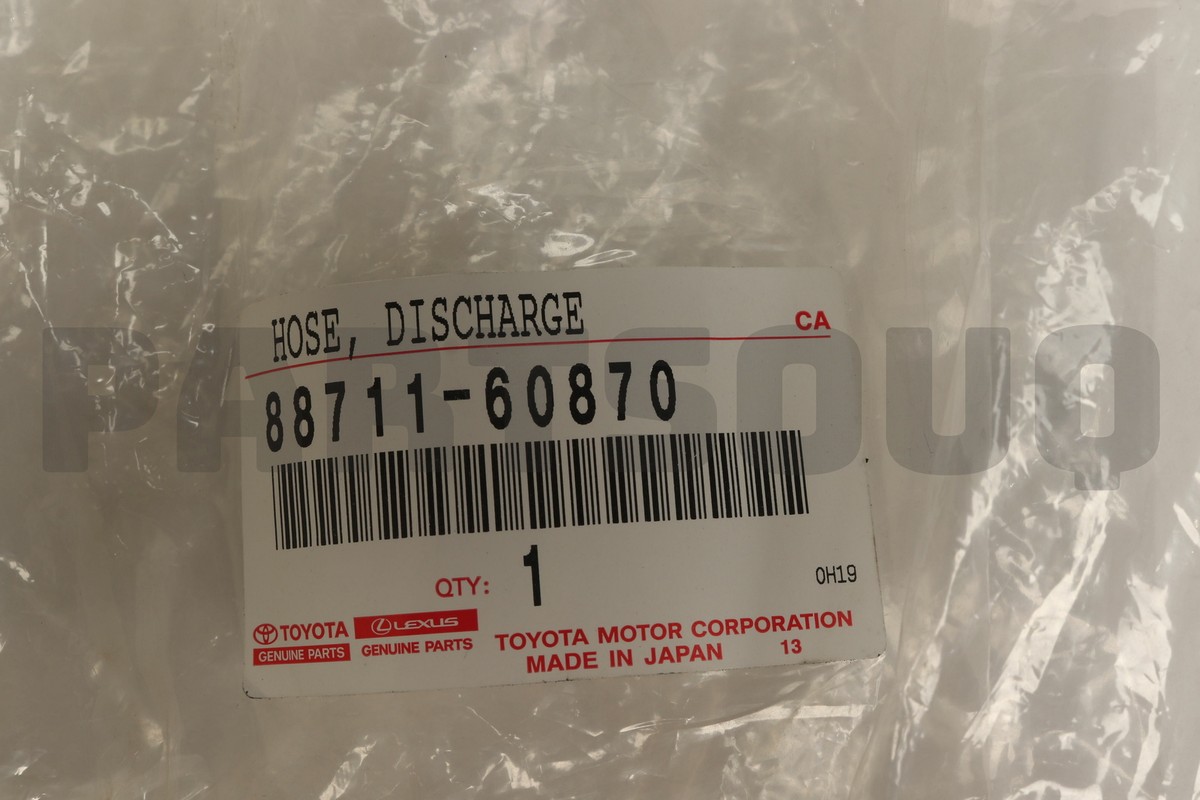 HOSE, DISCHARGE
CA
88711-60870
QTY: 1
0H19
TOYOTA
GENUINE PARTS
LEXUS
GENUINE PARTS
TOYOTA MOTOR CORPORATION
MADE IN JAPAN 13
PARTSOUQ